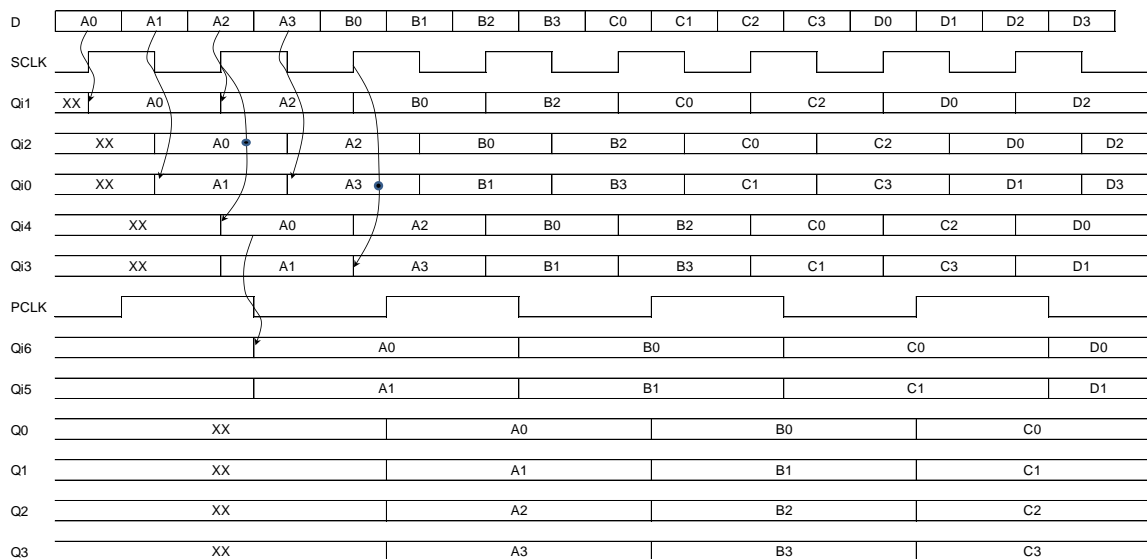 D A0 A1 A2 A3 B0 B1 B2 B3 C0 C1 C2 C3 D0 D1 D2 D3
SCLK
Qi1 XX A0 A2 B0 B2 C0 C2 D0 D2
Qi2 XX A0 A2 B0 B2 C0 C2 D0 D2
Qi0 XX A1 A3 B1 B3 C1 C3 D1 D3
Qi4 XX A0 A2 B0 B2 C0 C2 D0
Qi3 XX A1 A3 B1 B3 C1 C3 D1
PCLK
Qi6 A0 B0 C0 D0
Qi5 A1 B1 C1 D1
Q0 XX A0 B0 C0
Q1 XX A1 B1 C1
Q2 XX A2 B2 C2
Q3 XX A3 B3 C3